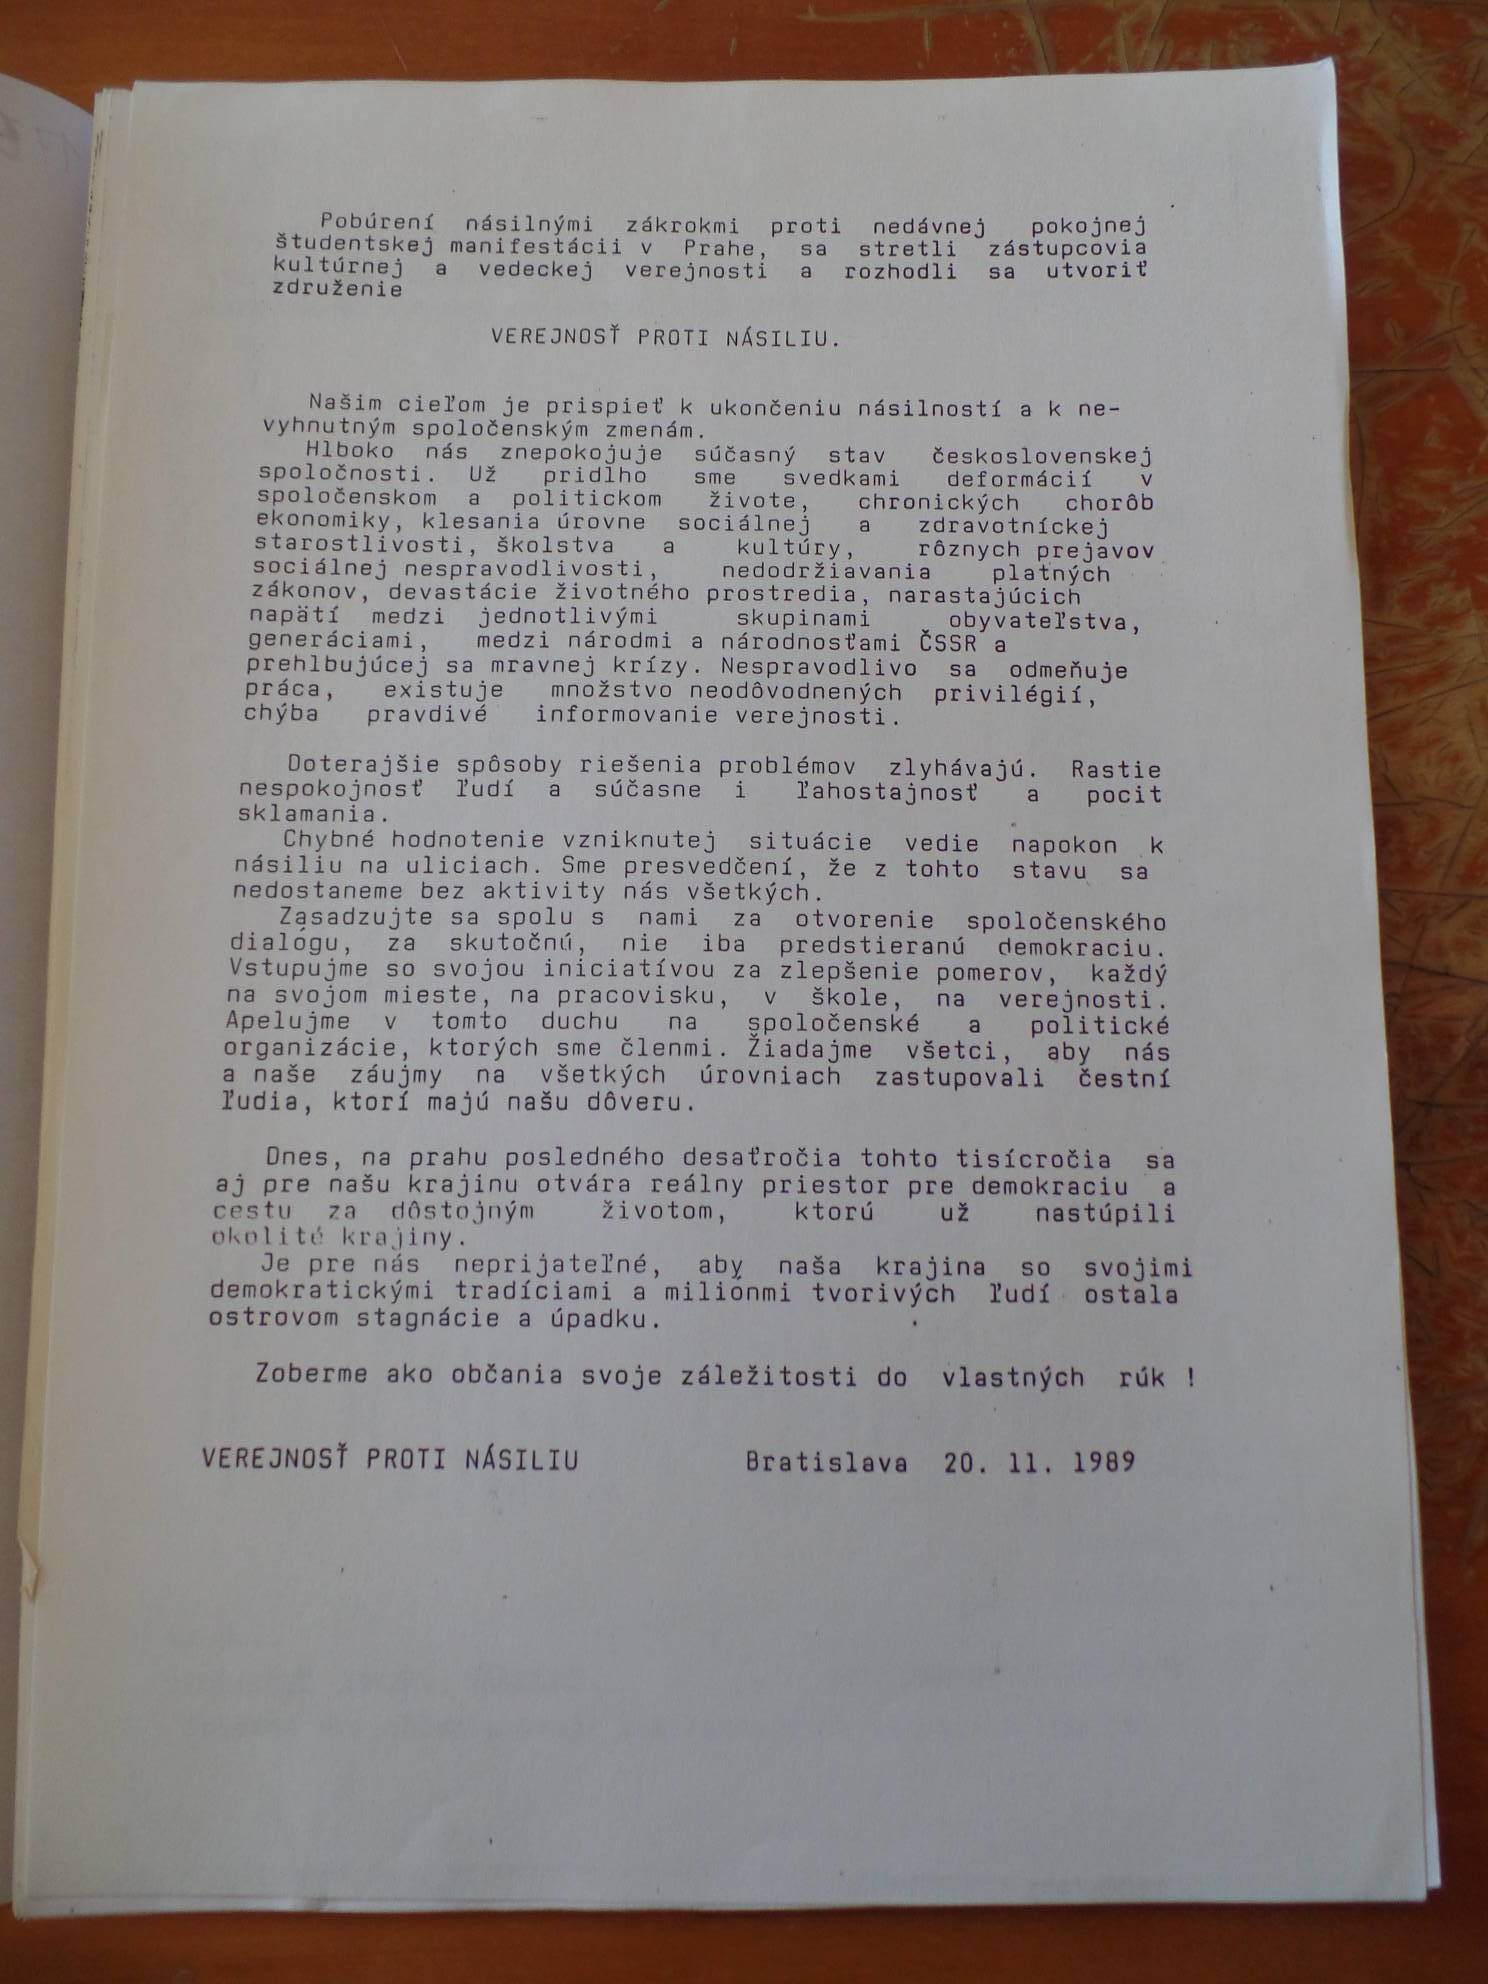 Pobúrení násilnými zákrokmi proti nedávnej pokojnej
študentskej manifestácii v Prahe, sa stretli zástupcovia
kultúrnej a vedeckej verejnosti a rozhodli sa utvoriť
združenie
VEREJNOSŤ PROTI NÁSILIU.
Našim cieľom je prispieť k ukončeniu násilností a k ne-
vyhnutným spoločenským zmenám.
Hlboko nás znepokojuje súčasný stav československej
spoločnosti. Už pridlho sme svedkami deformácií v
spoločenskom a politickom živote, chronických chorôb
ekonomiky, klesania úrovne sociálnej a zdravotníckej
starostlivosti, školstva a kultúry, rôznych prejavov
sociálnej nespravodlivosti, nedodržiavania platných
zákonov, devastácie životného prostredia, narastajúcich
napätí medzi jednotlivými skupinami obyvateľstva,
generáciami, medzi národmi a národnosťami ČSSR a
prehlbujúcej sa mravnej krízy. Nespravodlivo sa odmeňuje
práca, existuje množstvo neodôvodnených privilégií,
chýba pravdivé informovanie verejnosti.
Doterajšie spôsoby riešenia problémov zlyhávajú. Rastie
nespokojnosť ľudí a súčasne i ľahostajnosť a pocit
sklamania.
Chybné hodnotenie vzniknutej situácie vedie napokon k
násiliu na uliciach. Sme presvedčení, že z tohto stavu sa
nedostaneme bez aktivity nás všetkých.
Zasadzujte sa spolu s nami za otvorenie spoločenského
dialógu, za skutočnú, nie iba predstieranú demokraciu.
Vstupujme so svojou iniciatívou za zlepšenie pomerov, každý
na svojom mieste, na pracovisku, v škole, na verejnosti.
Apelujme v tomto duchu na spoločenské a politické
organizácie, ktorých sme členmi. Žiadajme všetci, aby nás
a naše záujmy na všetkých úrovniach zastupovali čestní
ľudia, ktorí majú našu dôveru.
Dnes, na prahu posledného desaťročia tohto tisícročia sa
aj pre našu krajinu otvára reálny priestor pre demokraciu a
cestu za dôstojným životom, ktorú už nastúpili
okolité krajiny.
Je pre nás neprijateľné, aby naša krajina so svojimi
demokratickými tradíciami a miliónmi tvorivých ľudí ostala
ostrovom stagnácie a úpadku.
Zoberme ako občania svoje záležitosti do vlastných rúk !
VEREJNOSŤ PROTI NÁSILIU Bratislava 20. 11. 1989